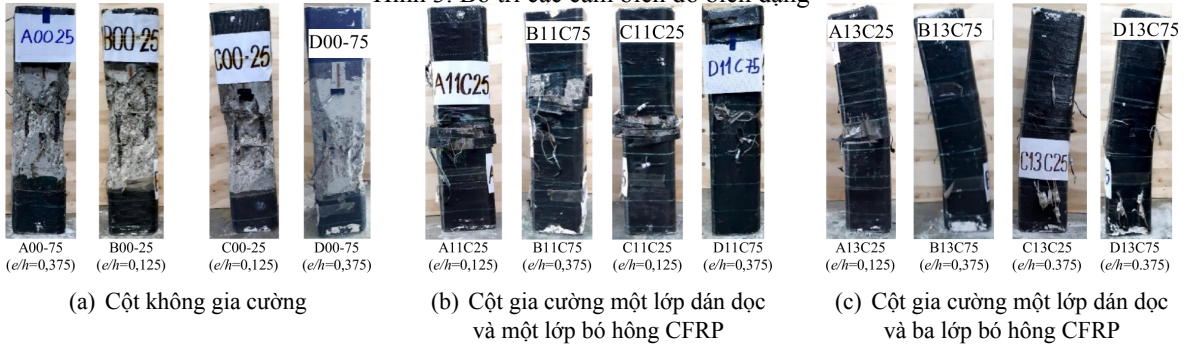 A0025
B00-25
C00-25
D00-75
A11C25
B11C75
C11C25
D11C75
A13C25
B13C75
C13C25
D13C75
A00-75 B00-25 C00-25 D00-75 A11C25 B11C75 C11C25 D11C75 A13C25 B13C75 C13C25 D13C75
(e/h=0,375) (e/h=0,125) (e/h=0,125) (e/h=0,375) (e/h=0,125) (e/h=0,375) (e/h=0,125) (e/h=0,375) (e/h=0,125) (e/h=0,375) (e/h=0.375) (e/h=0.375)
(a) Cột không gia cường
(b) Cột gia cường một lớp dán dọc
và một lớp bó hông CFRP
(c) Cột gia cường một lớp dán dọc
và ba lớp bó hông CFRP